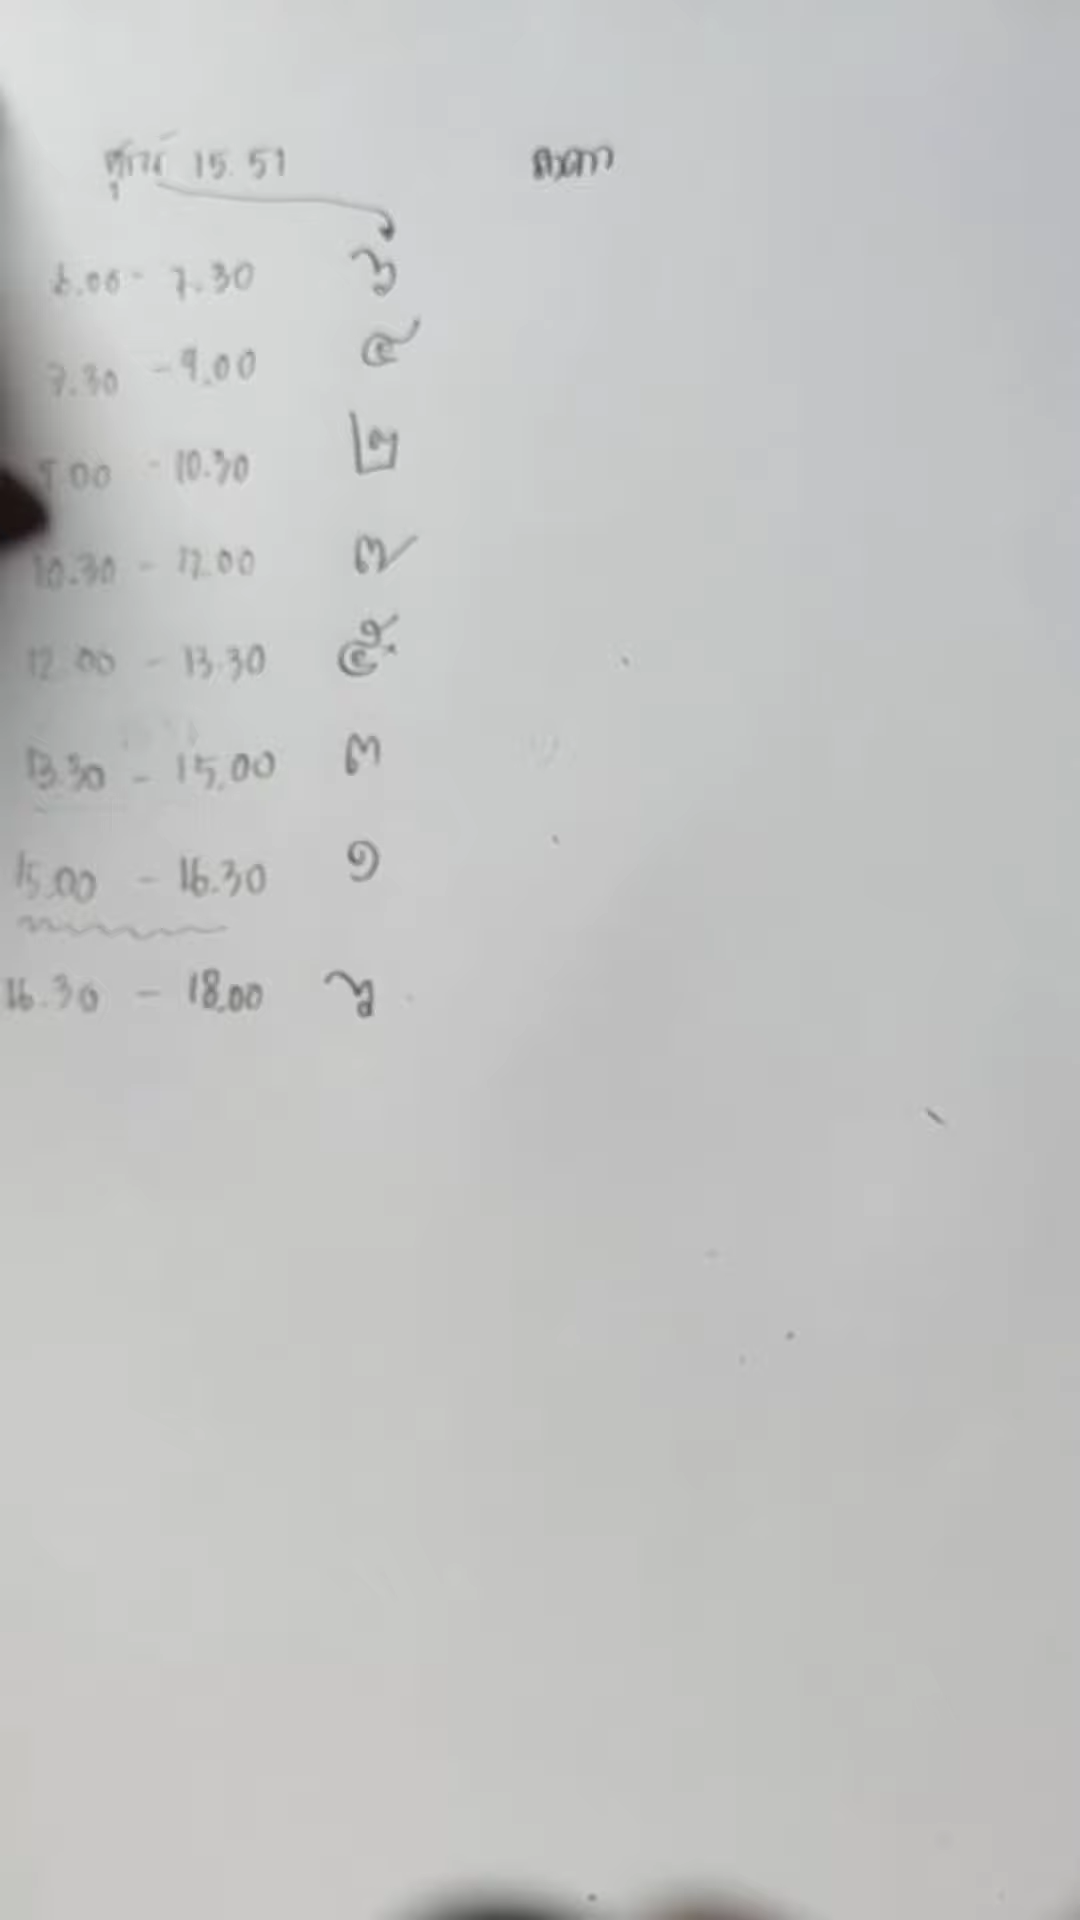 ศุกร์ 15.51
6.00 - 7.30 ๖
7.30 - 9.00 ๔
9.00 - 10.30 ๒
10.30 - 12.00 ๗
12.00 - 13.30 ๕
13.30 - 15.00 ๓
15.00 - 16.30 ๑
16.30 - 18.00 ๖